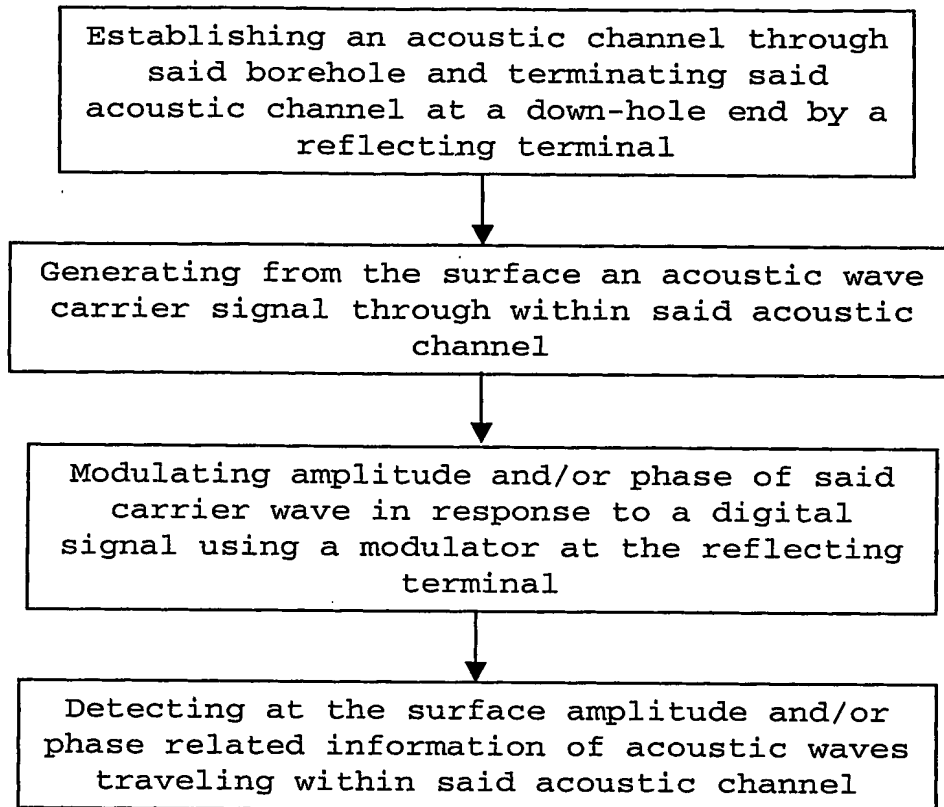 Establishing an acoustic channel through
said borehole and terminating said
acoustic channel at a down-hole end by a
reflecting terminal
Generating from the surface an acoustic wave
carrier signal through within said acoustic
channel
Modulating amplitude and/or phase of said
carrier wave in response to a digital
signal using a modulator at the reflecting
terminal
Detecting at the surface amplitude and/or
phase related information of acoustic waves
traveling within said acoustic channel